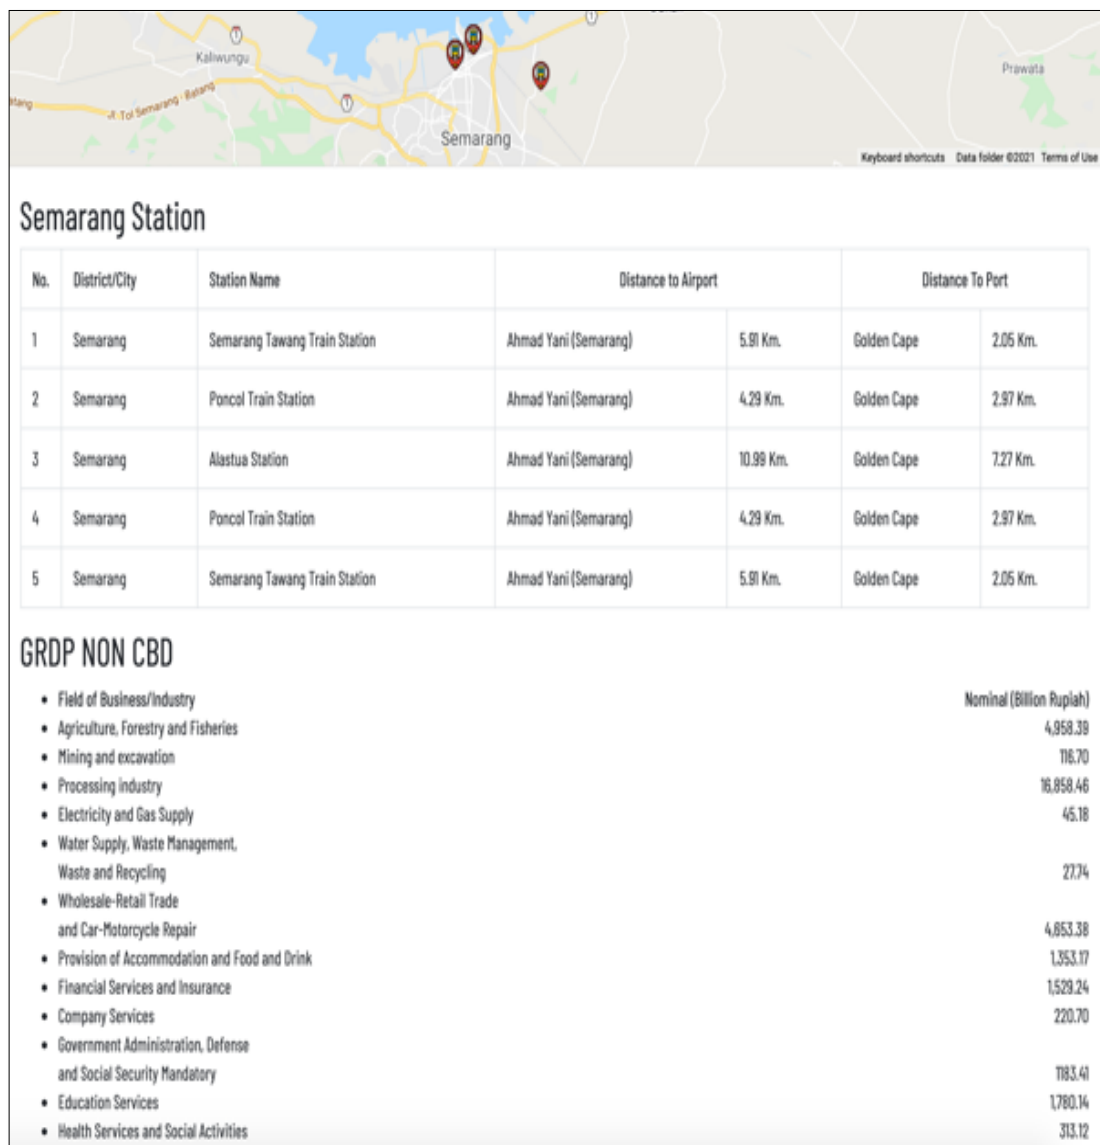 Kaliwungu
Jl. Tol Semarang - Batang
Semarang
Prawata
Keyboard shortcuts Data folder ©2021 Terms of Use
Semarang Station
No. District/City Station Name Distance to Airport Distance To Port
1 Semarang Semarang Tawang Train Station Ahmad Yani (Semarang) 5.91 Km. Golden Cape 2.05 Km.
2 Semarang Poncol Train Station Ahmad Yani (Semarang) 4.29 Km. Golden Cape 2.97 Km.
3 Semarang Alastua Station Ahmad Yani (Semarang) 10.99 Km. Golden Cape 7.27 Km.
4 Semarang Poncol Train Station Ahmad Yani (Semarang) 4.29 Km. Golden Cape 2.97 Km.
5 Semarang Semarang Tawang Train Station Ahmad Yani (Semarang) 5.91 Km. Golden Cape 2.05 Km.
GRDP NON CBD
• Field of Business/Industry Nominal (Billion Rupiah)
• Agriculture, Forestry and Fisheries 4,958.39
• Mining and excavation 116.70
• Processing industry 16,858.46
• Electricity and Gas Supply 45.18
• Water Supply, Waste Management,
Waste and Recycling 27.74
• Wholesale-Retail Trade
and Car-Motorcycle Repair 4,653.38
• Provision of Accommodation and Food and Drink 1,353.17
• Financial Services and Insurance 1,529.24
• Company Services 220.70
• Government Administration, Defense
and Social Security Mandatory 1183.41
• Education Services 1,780.14
• Health Services and Social Activities 313.12